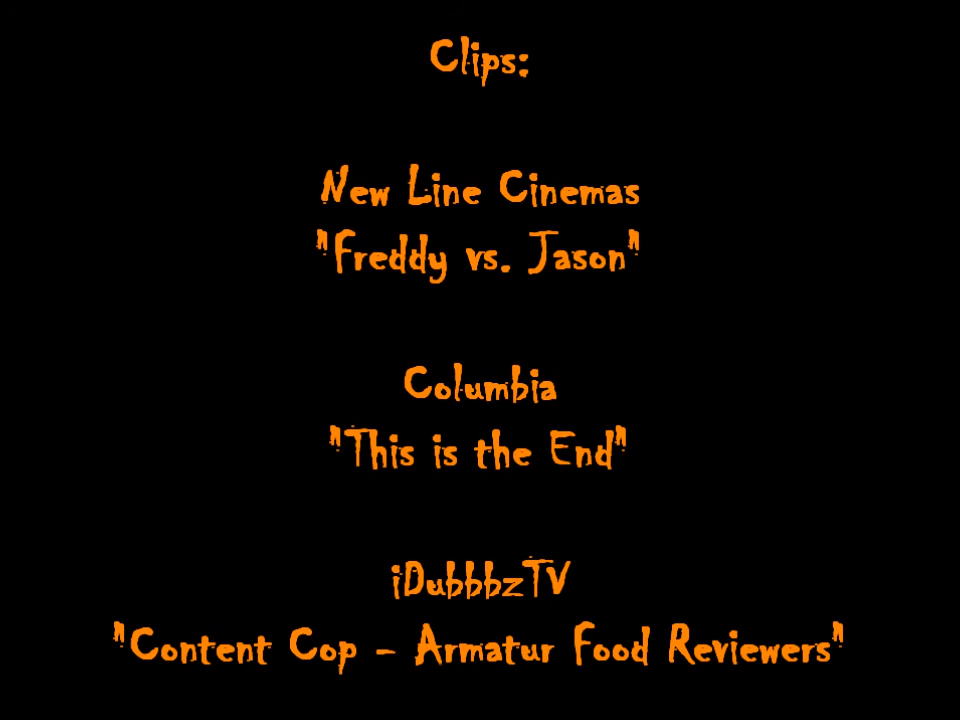 Clips:
New Line Cinemas
"Freddy vs. Jason"
Columbia
"This is the End"
iDubbbzTV
"Content Cop - Armatur Food Reviewers"